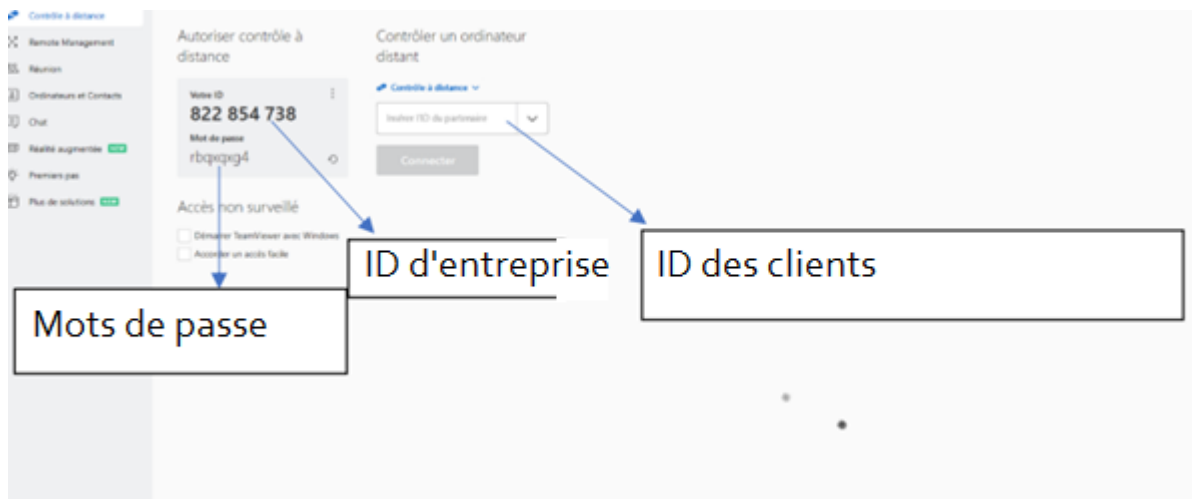 Contrôle à distance
Remote Management
Réunion
Ordinateurs et Contacts
Chat
Réalité augmentée NEW
Premiers pas
Plus de solutions NEW
Autoriser contrôle à
distance
Votre ID
822 854 738
Mot de passe
rbqxqxg4
Accès non surveillé
Démarrer TeamViewer avec Windows
Accorder un accès facile
Contrôler un ordinateur
distant
Contrôle à distance
Insérer l'ID du partenaire
Connecter
ID d'entreprise
ID des clients
Mots de passe